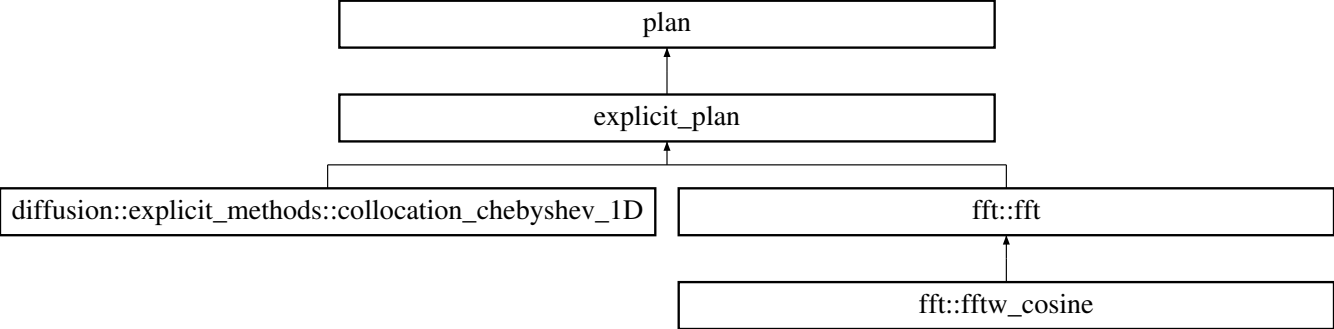 plan
explicit_plan
diffusion::explicit_methods::collocation_chebyshev_1D
fft::fft
fft::fftw_cosine